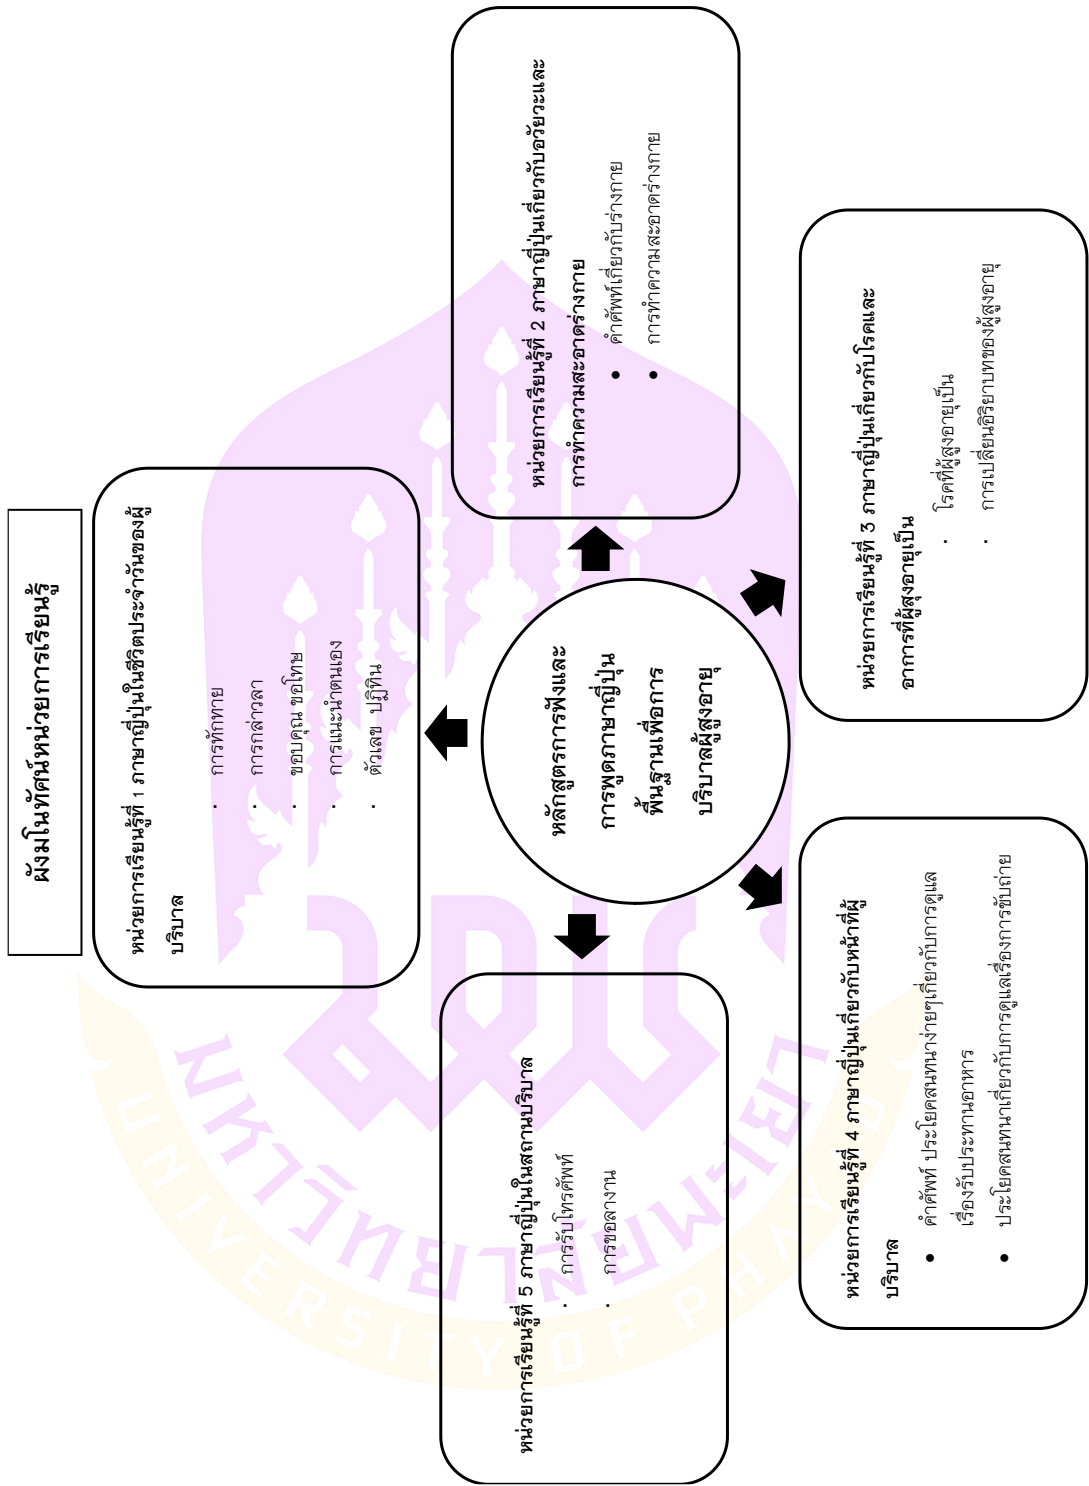 ผังมโนทัศน์หน่วยการเรียนรู้
หน่วยการเรียนรู้ที่ 1 ภาษาญี่ปุ่นในชีวิตประจำวันของผู้
บริบาล
· การทักทาย
· การกล่าวลา
· ขอบคุณ ขอโทษ
· การแนะนำตนเอง
· ตัวเลข ปฏิทิน
หน่วยการเรียนรู้ที่ 2 ภาษาญี่ปุ่นเกี่ยวกับอวัยวะและ
การทำความสะอาดร่างกาย
• คำศัพท์เกี่ยวกับร่างกาย
• การทำความสะอาดร่างกาย
หลักสูตรการฟังและ
การพูดภาษาญี่ปุ่น
พื้นฐานเพื่อการ
บริบาลผู้สูงอายุ
หน่วยการเรียนรู้ที่ 3 ภาษาญี่ปุ่นเกี่ยวกับโรคและ
อาการที่ผู้สูงอายุเป็น
· โรคที่ผู้สูงอายุเป็น
· การเปลี่ยนอิริยาบทของผู้สูงอายุ
หน่วยการเรียนรู้ที่ 4 ภาษาญี่ปุ่นเกี่ยวกับหน้าที่ผู้
บริบาล
• คำศัพท์ ประโยคสนทนาง่ายๆเกี่ยวกับการดูแล
เรื่องรับประทานอาหาร
• ประโยคสนทนาเกี่ยวกับการดูแลเรื่องการขับถ่าย
หน่วยการเรียนรู้ที่ 5 ภาษาญี่ปุ่นในสถานบริบาล
· การรับโทรศัพท์
· การขอลางาน
มหาวิทยาลัยพะเยา
UNIVERSITY OF PHAYAO